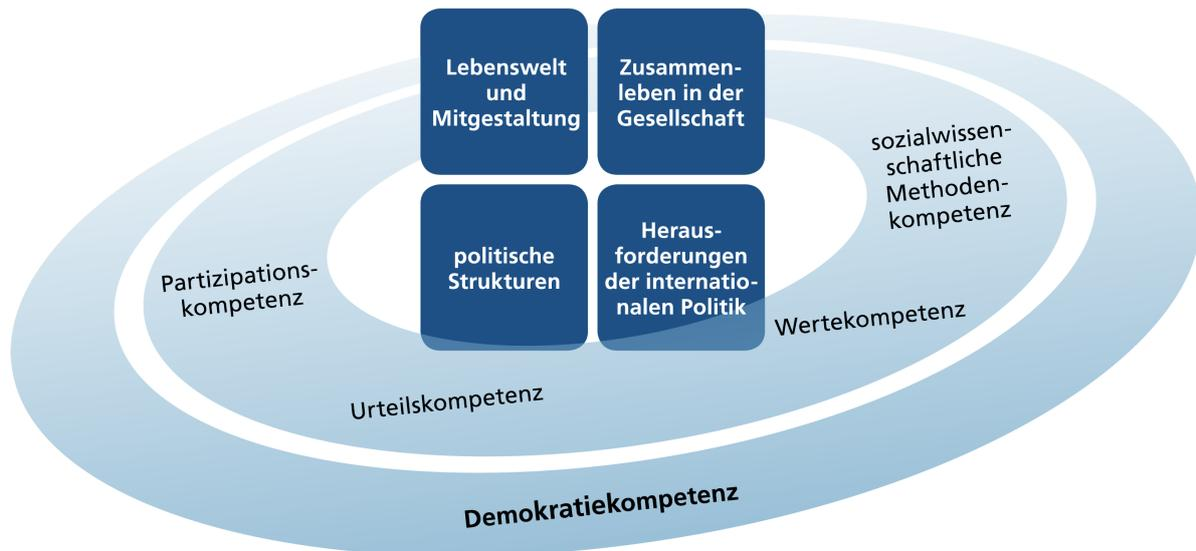 Lebenswelt
und
Mitgestaltung
Zusammen-
leben in der
Gesellschaft
politische
Strukturen
Heraus-
forderungen
der internatio-
nalen Politik
sozialwissen-
schaftliche
Methoden-
kompetenz
Partizipations-
kompetenz
Wertekompetenz
Urteilskompetenz
Demokratiekompetenz